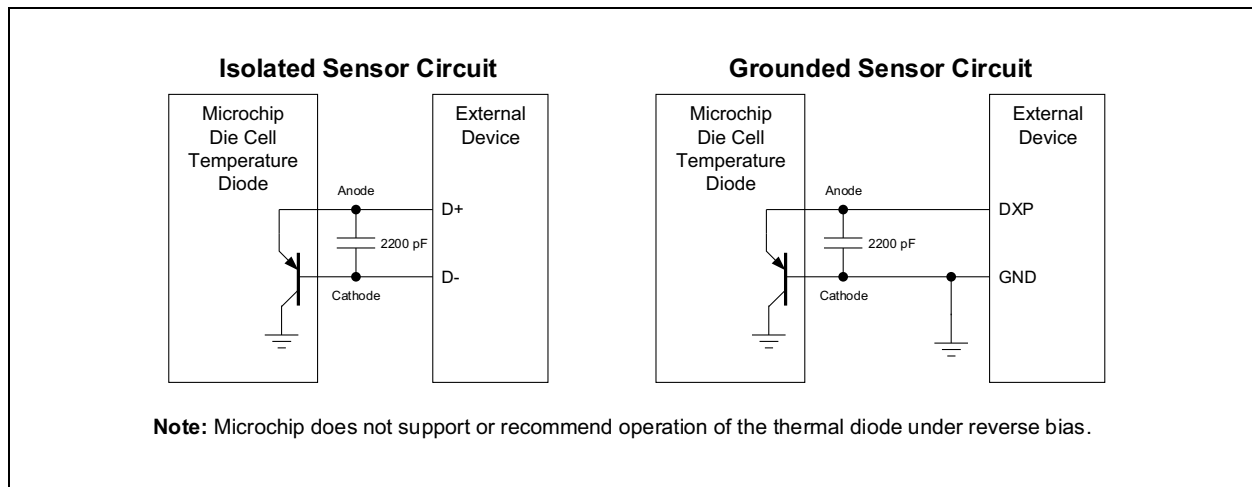 Isolated Sensor Circuit
Microchip
Die Cell
Temperature
Diode
External
Device
Anode
D+
2200 pF
D-
Cathode
Grounded Sensor Circuit
Microchip
Die Cell
Temperature
Diode
External
Device
Anode
DXP
2200 pF
GND
Cathode
Note: Microchip does not support or recommend operation of the thermal diode under reverse bias.